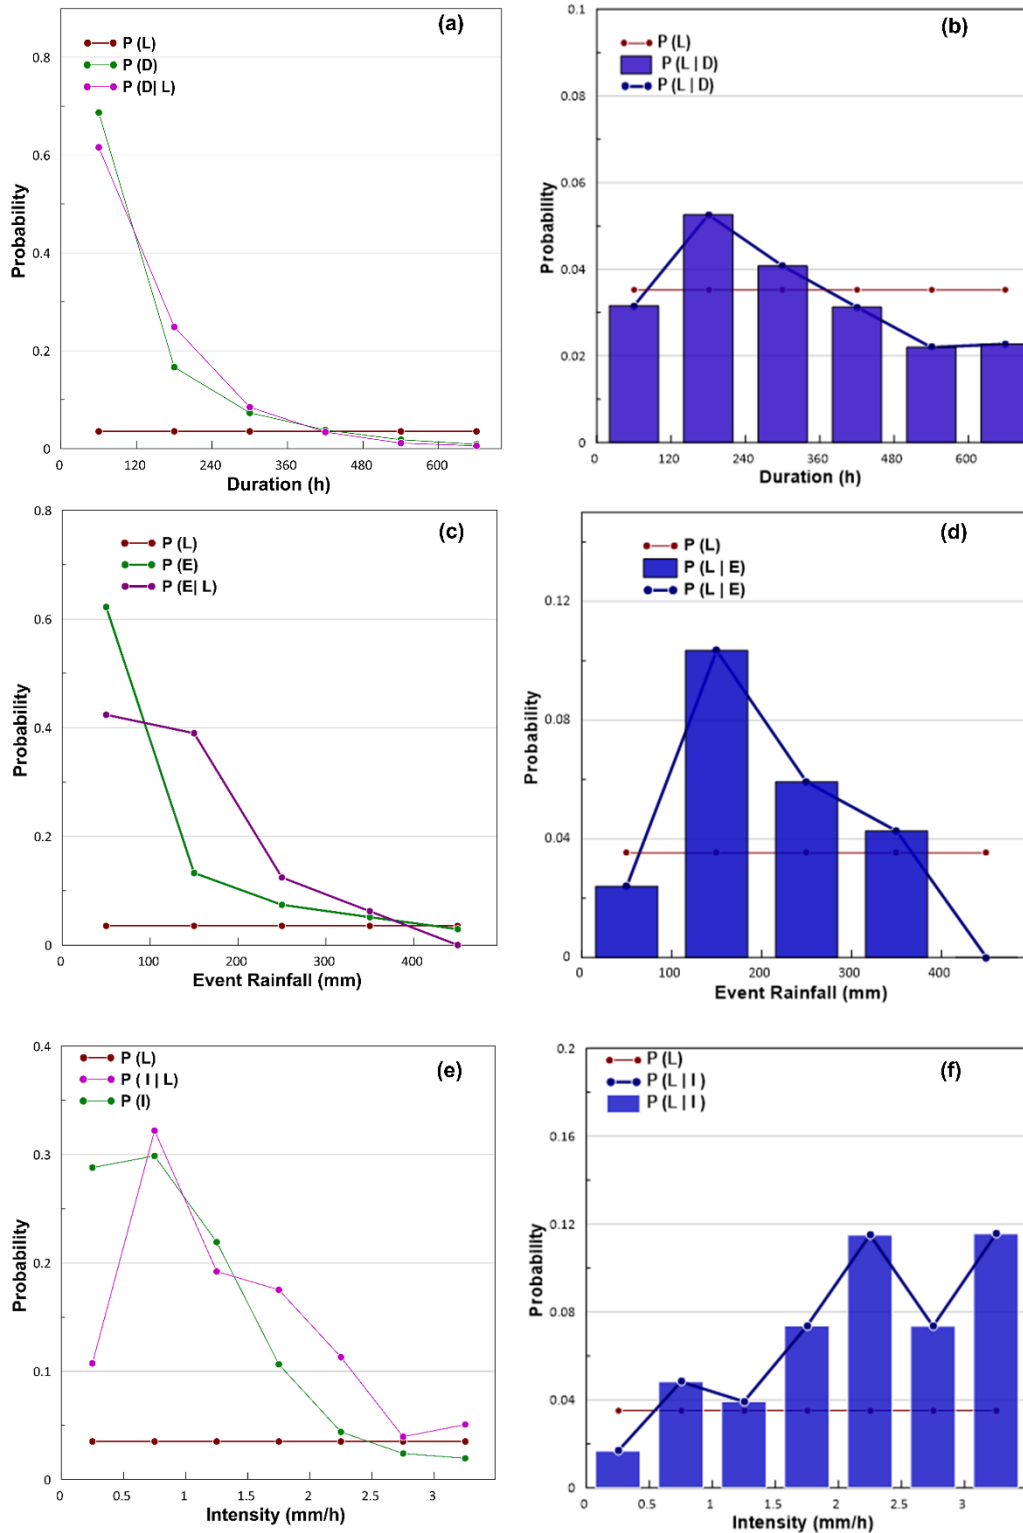 (a)
P (L)
P (D)
P (D| L)
0.8
0.6
0.4
0.2
0
Probability
0 120 240 360 480 600
Duration (h)
(b)
P (L)
P (L | D)
P (L | D)
0.1
0.08
0.06
0.04
0.02
0
Probability
0 120 240 360 480 600
Duration (h)
(c)
P (L)
P (E)
P (E| L)
0.8
0.6
0.4
0.2
0
Probability
0 100 200 300 400
Event Rainfall (mm)
(d)
P (L)
P (L | E)
P (L | E)
0.12
0.08
0.04
0
Probability
0 100 200 300 400
Event Rainfall (mm)
(e)
P (L)
P ( I | L)
P (I)
0.4
0.3
0.2
0.1
0
Probability
0 0.5 1 1.5 2 2.5 3
Intensity (mm/h)
(f)
P (L)
P (L | I )
P (L | I )
0.2
0.16
0.12
0.08
0.04
0
Probability
0 0.5 1 1.5 2 2.5 3
Intensity (mm/h)